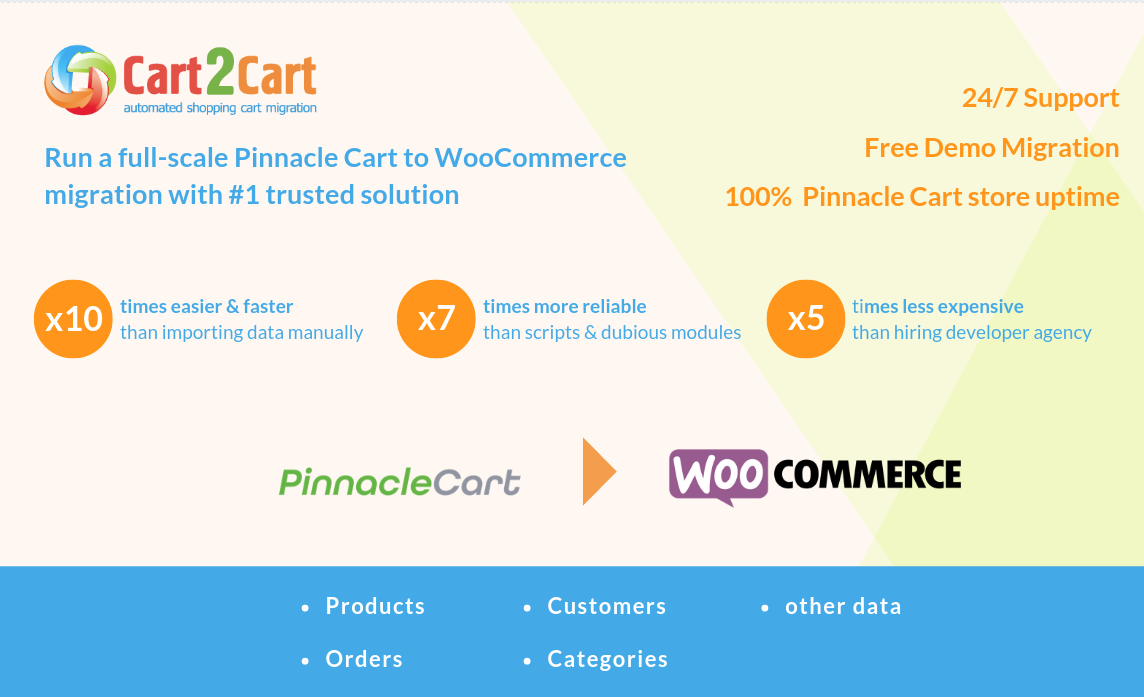 Cart2Cart
automated shopping cart migration
Run a full-scale Pinnacle Cart to WooCommerce
migration with #1 trusted solution
24/7 Support
Free Demo Migration
100% Pinnacle Cart store uptime
x10
times easier & faster
than importing data manually
x7
times more reliable
than scripts & dubious modules
x5
times less expensive
than hiring developer agency
PinnacleCart
WOO COMMERCE
• Products
• Customers
• other data
• Orders
• Categories